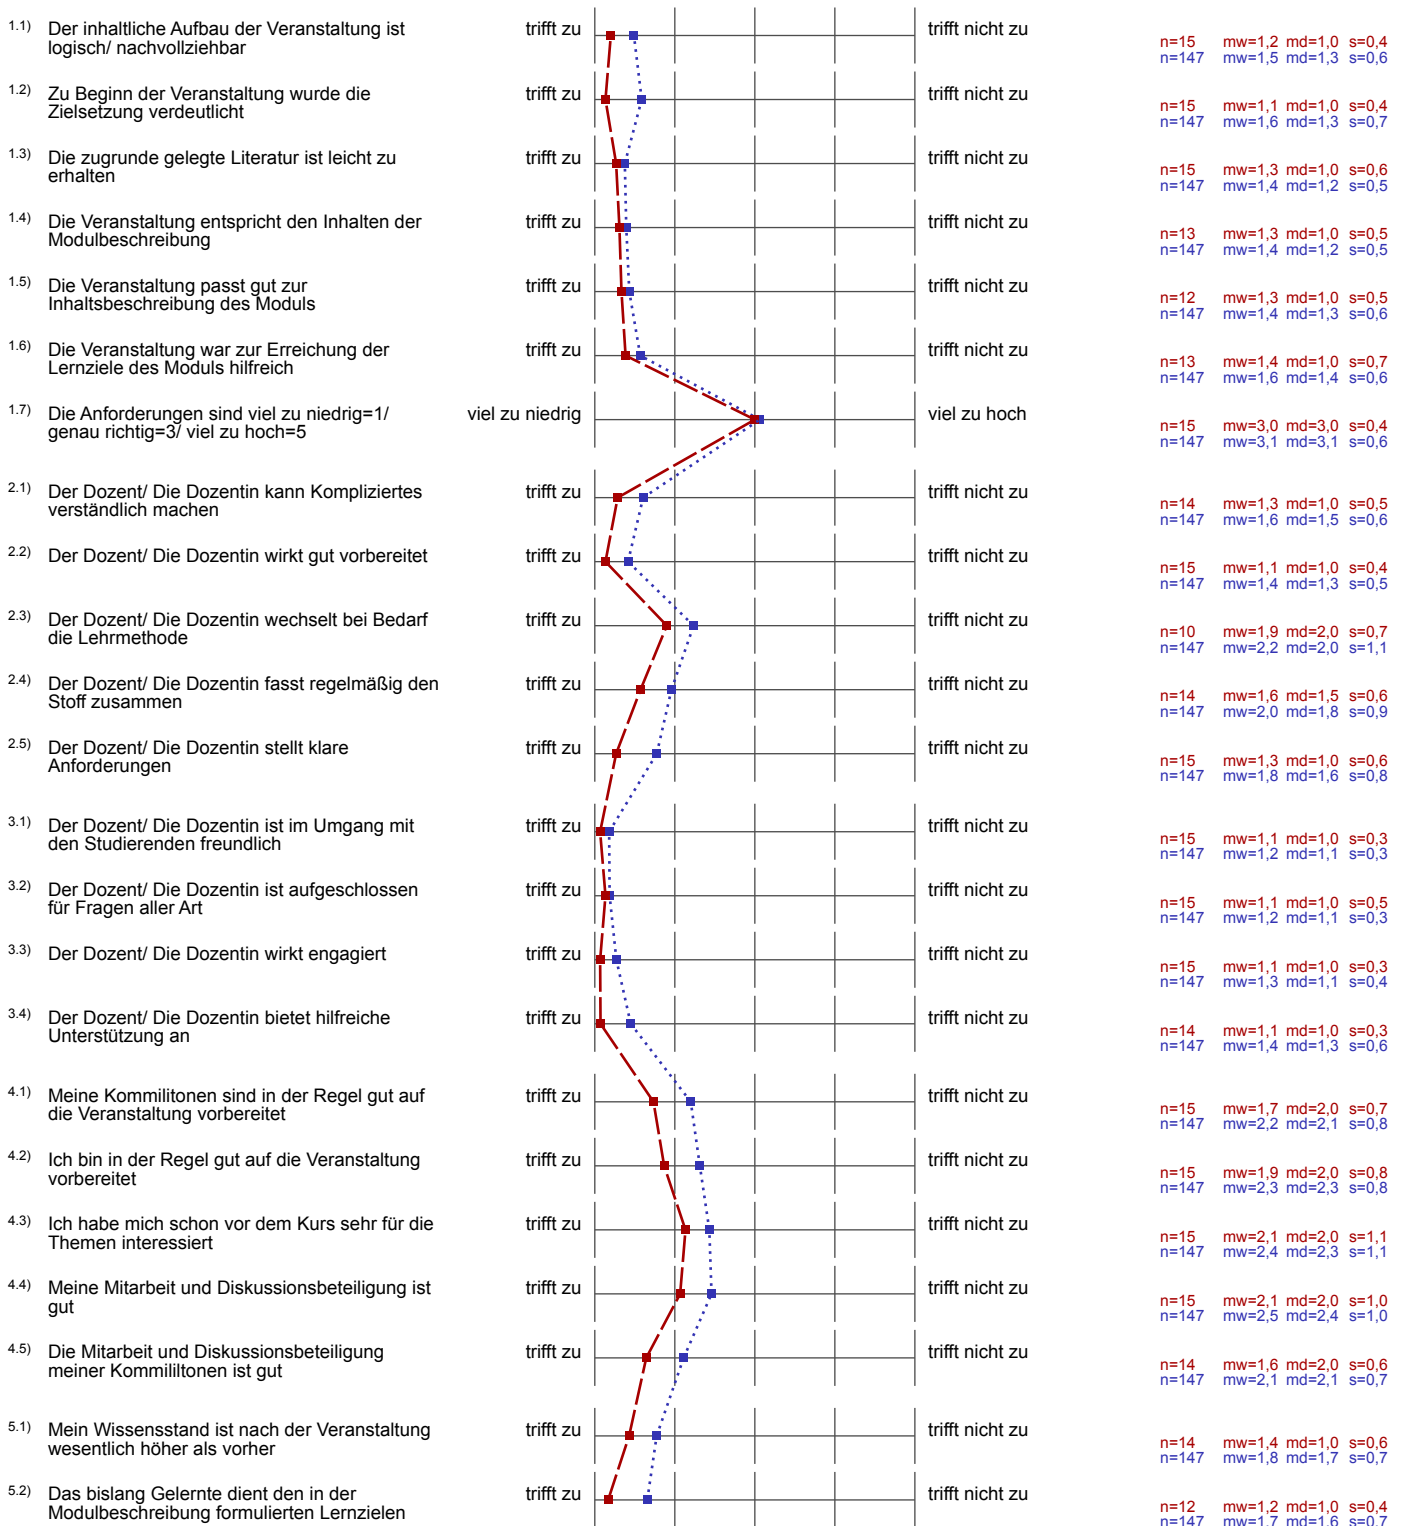 1.1) Der inhaltliche Aufbau der Veranstaltung ist trifft zu trifft nicht zu
logisch/ nachvollziehbar
n=15 mw=1,2 md=1,0 s=0,4
n=147 mw=1,5 md=1,3 s=0,6
1.2) Zu Beginn der Veranstaltung wurde die trifft zu trifft nicht zu
Zielsetzung verdeutlicht
n=15 mw=1,1 md=1,0 s=0,4
n=147 mw=1,6 md=1,3 s=0,7
1.3) Die zugrunde gelegte Literatur ist leicht zu trifft zu trifft nicht zu
erhalten
n=15 mw=1,3 md=1,0 s=0,6
n=147 mw=1,4 md=1,2 s=0,5
1.4) Die Veranstaltung entspricht den Inhalten der trifft zu trifft nicht zu
Modulbeschreibung
n=13 mw=1,3 md=1,0 s=0,5
n=147 mw=1,4 md=1,2 s=0,5
1.5) Die Veranstaltung passt gut zur trifft zu trifft nicht zu
Inhaltsbeschreibung des Moduls
n=12 mw=1,3 md=1,0 s=0,5
n=147 mw=1,4 md=1,3 s=0,6
1.6) Die Veranstaltung war zur Erreichung der trifft zu trifft nicht zu
Lernziele des Moduls hilfreich
n=13 mw=1,4 md=1,0 s=0,7
n=147 mw=1,6 md=1,4 s=0,6
1.7) Die Anforderungen sind viel zu niedrig=1/ viel zu niedrig viel zu hoch
genau richtig=3/ viel zu hoch=5
n=15 mw=3,0 md=3,0 s=0,4
n=147 mw=3,1 md=3,1 s=0,6
2.1) Der Dozent/ Die Dozentin kann Kompliziertes trifft zu trifft nicht zu
verständlich machen
n=14 mw=1,3 md=1,0 s=0,5
n=147 mw=1,6 md=1,5 s=0,6
2.2) Der Dozent/ Die Dozentin wirkt gut vorbereitet trifft zu trifft nicht zu
n=15 mw=1,1 md=1,0 s=0,4
n=147 mw=1,4 md=1,3 s=0,5
2.3) Der Dozent/ Die Dozentin wechselt bei Bedarf trifft zu trifft nicht zu
die Lehrmethode
n=10 mw=1,9 md=2,0 s=0,7
n=147 mw=2,2 md=2,0 s=1,1
2.4) Der Dozent/ Die Dozentin fasst regelmäßig den trifft zu trifft nicht zu
Stoff zusammen
n=14 mw=1,6 md=1,5 s=0,6
n=147 mw=2,0 md=1,8 s=0,9
2.5) Der Dozent/ Die Dozentin stellt klare trifft zu trifft nicht zu
Anforderungen
n=15 mw=1,3 md=1,0 s=0,6
n=147 mw=1,8 md=1,6 s=0,8
3.1) Der Dozent/ Die Dozentin ist im Umgang mit trifft zu trifft nicht zu
den Studierenden freundlich
n=15 mw=1,1 md=1,0 s=0,3
n=147 mw=1,2 md=1,1 s=0,3
3.2) Der Dozent/ Die Dozentin ist aufgeschlossen trifft zu trifft nicht zu
für Fragen aller Art
n=15 mw=1,1 md=1,0 s=0,5
n=147 mw=1,2 md=1,1 s=0,3
3.3) Der Dozent/ Die Dozentin wirkt engagiert trifft zu trifft nicht zu
n=15 mw=1,1 md=1,0 s=0,3
n=147 mw=1,3 md=1,1 s=0,4
3.4) Der Dozent/ Die Dozentin bietet hilfreiche trifft zu trifft nicht zu
Unterstützung an
n=14 mw=1,1 md=1,0 s=0,3
n=147 mw=1,4 md=1,3 s=0,6
4.1) Meine Kommilitonen sind in der Regel gut auf trifft zu trifft nicht zu
die Veranstaltung vorbereitet
n=15 mw=1,7 md=2,0 s=0,7
n=147 mw=2,2 md=2,1 s=0,8
4.2) Ich bin in der Regel gut auf die Veranstaltung trifft zu trifft nicht zu
vorbereitet
n=15 mw=1,9 md=2,0 s=0,8
n=147 mw=2,3 md=2,3 s=0,8
4.3) Ich habe mich schon vor dem Kurs sehr für die trifft zu trifft nicht zu
Themen interessiert
n=15 mw=2,1 md=2,0 s=1,1
n=147 mw=2,4 md=2,3 s=1,1
4.4) Meine Mitarbeit und Diskussionsbeteiligung ist trifft zu trifft nicht zu
gut
n=15 mw=2,1 md=2,0 s=1,0
n=147 mw=2,5 md=2,4 s=1,0
4.5) Die Mitarbeit und Diskussionsbeteiligung trifft zu trifft nicht zu
meiner Kommililtonen ist gut
n=14 mw=1,6 md=2,0 s=0,6
n=147 mw=2,1 md=2,1 s=0,7
5.1) Mein Wissensstand ist nach der Veranstaltung trifft zu trifft nicht zu
wesentlich höher als vorher
n=14 mw=1,4 md=1,0 s=0,6
n=147 mw=1,8 md=1,7 s=0,7
5.2) Das bislang Gelernte dient den in der trifft zu trifft nicht zu
Modulbeschreibung formulierten Lernzielen
n=12 mw=1,2 md=1,0 s=0,4
n=147 mw=1,7 md=1,6 s=0,7